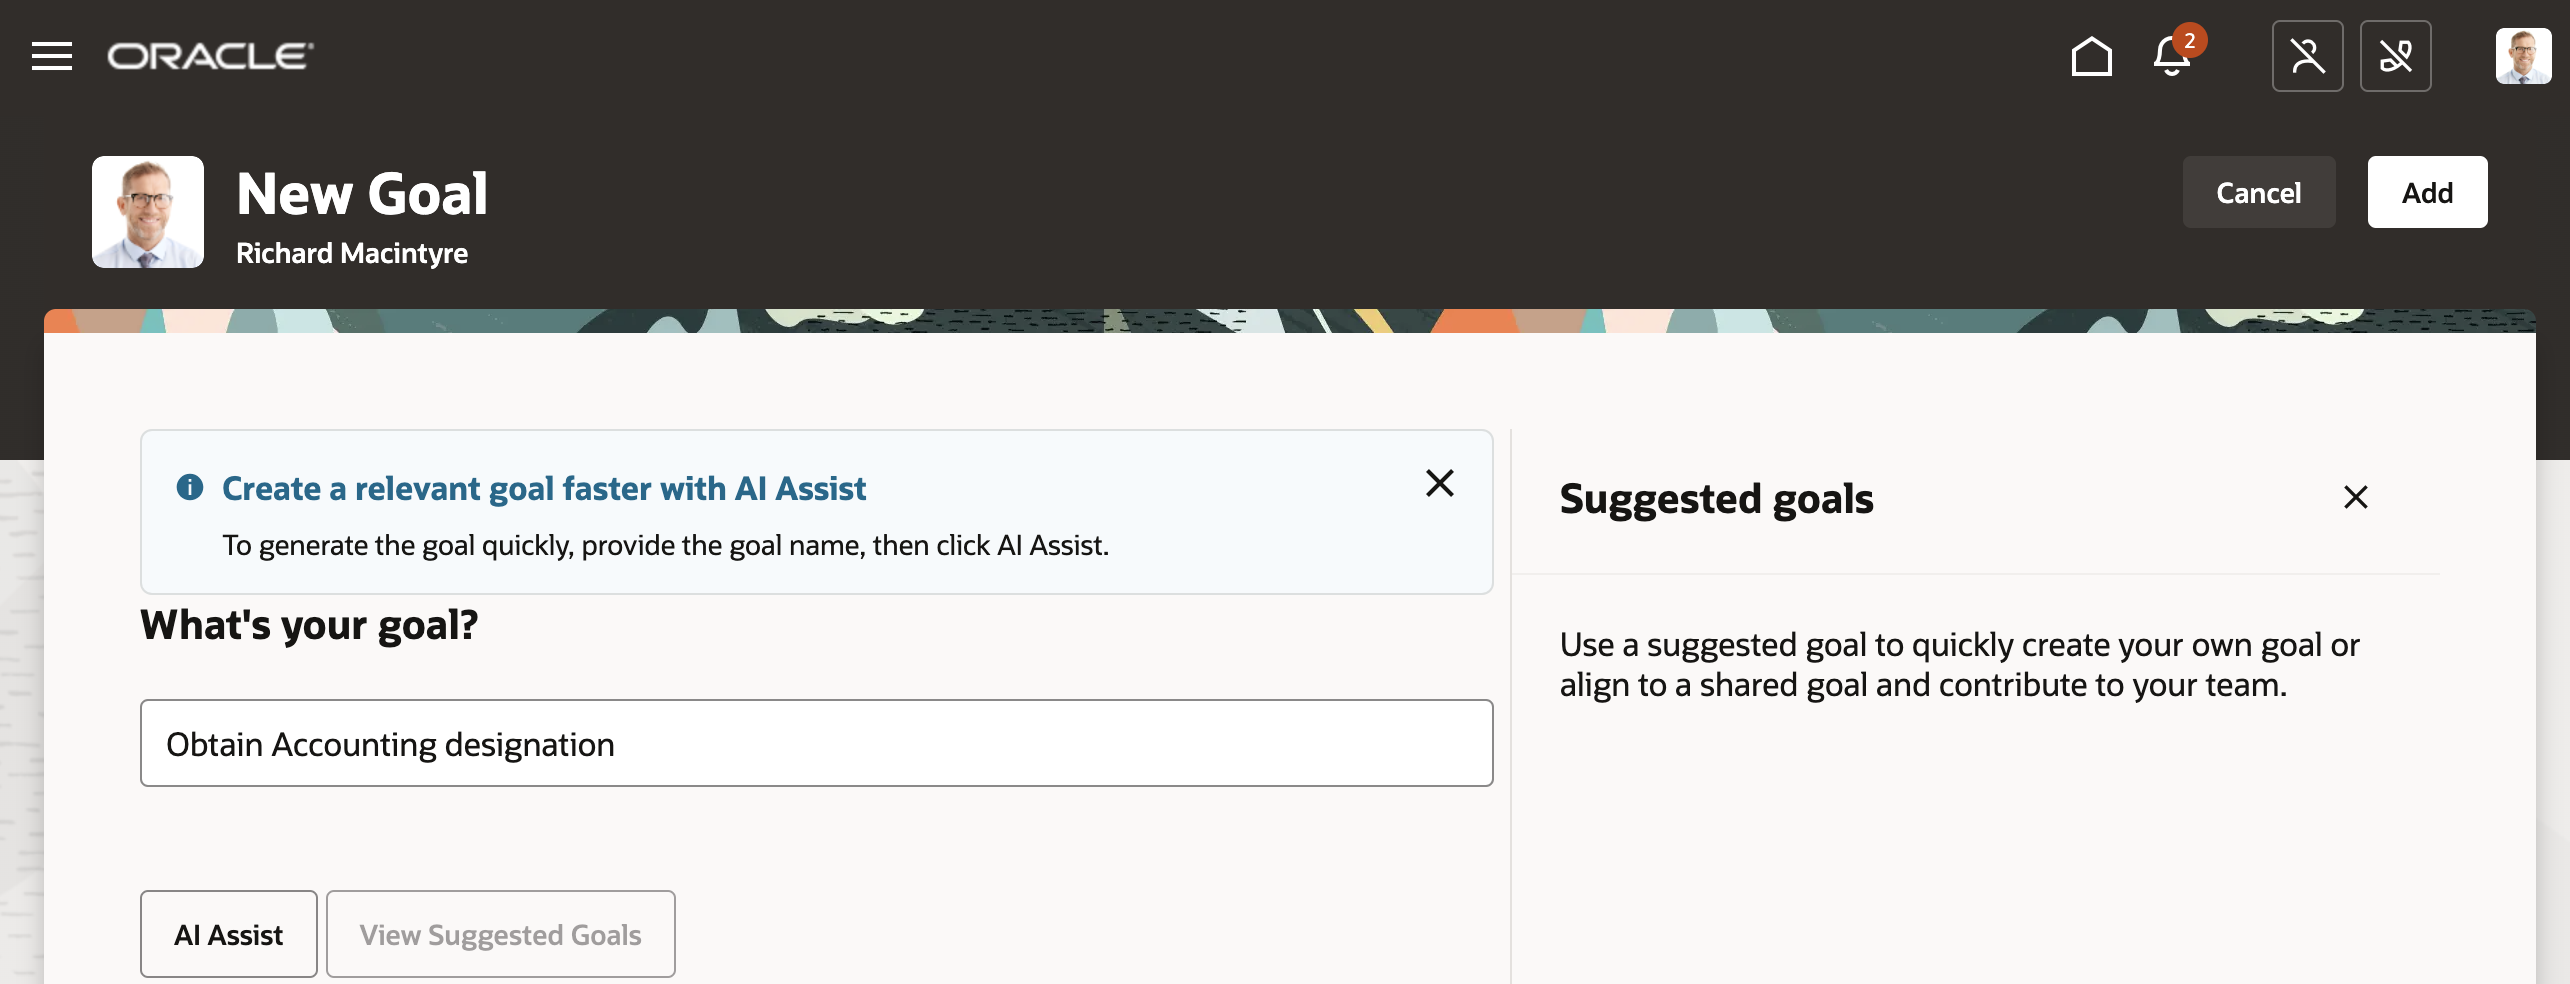 ORACLE
2
New Goal
Richard Macintyre
Cancel
Add
Create a relevant goal faster with AI Assist
To generate the goal quickly, provide the goal name, then click AI Assist.
What's your goal?
Obtain Accounting designation
AI Assist
View Suggested Goals
Suggested goals
Use a suggested goal to quickly create your own goal or
align to a shared goal and contribute to your team.